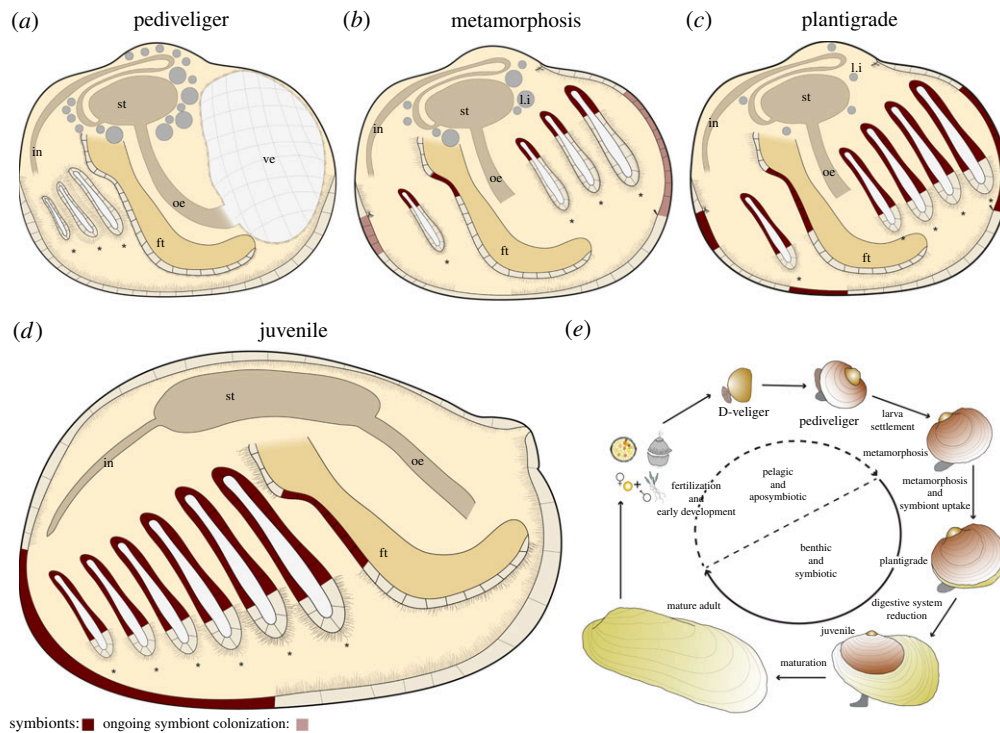 (a) pediveliger
st
in
ve
oe
ft
* * *
(b) metamorphosis
st
l.i
in
oe
ft
* * * *
(c) plantigrade
l.i
st
in
oe
ft
* * * * *
(d) juvenile
st
in
oe
ft
* * * * * *
symbionts: ongoing symbiont colonization:
(e)
D-veliger
pediveliger
larva
settlement
metamorphosis
metamorphosis
and
symbiont uptake
pelagic
and
aposymbiotic
fertilization
and
early development
♀ + ♂
benthic
and
symbiotic
plantigrade
digestive system
reduction
mature adult
juvenile
maturation